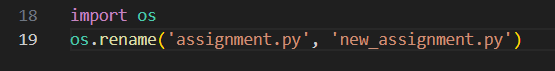 18 import os
19 os.rename('assignment.py', 'new_assignment.py')